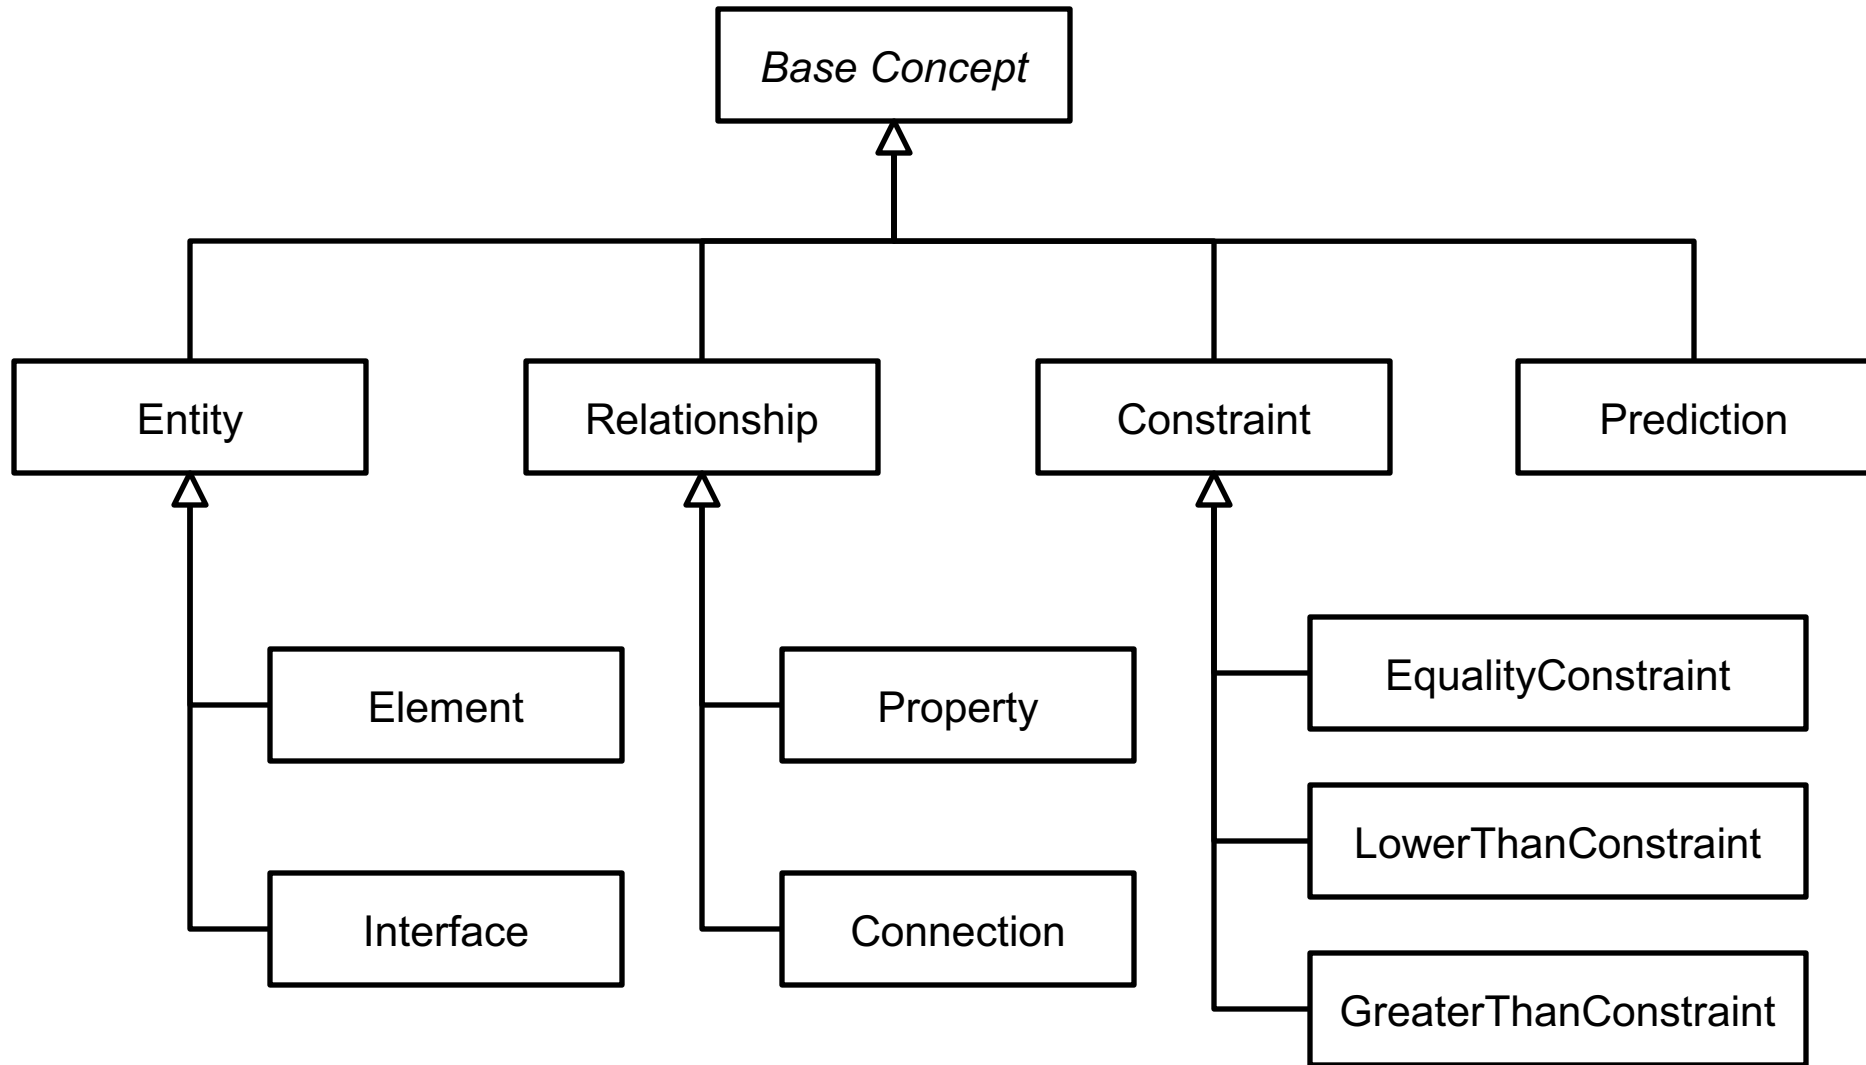 Base Concept
Entity
Relationship
Constraint
Prediction
Element
Property
EqualityConstraint
LowerThanConstraint
Interface
Connection
GreaterThanConstraint